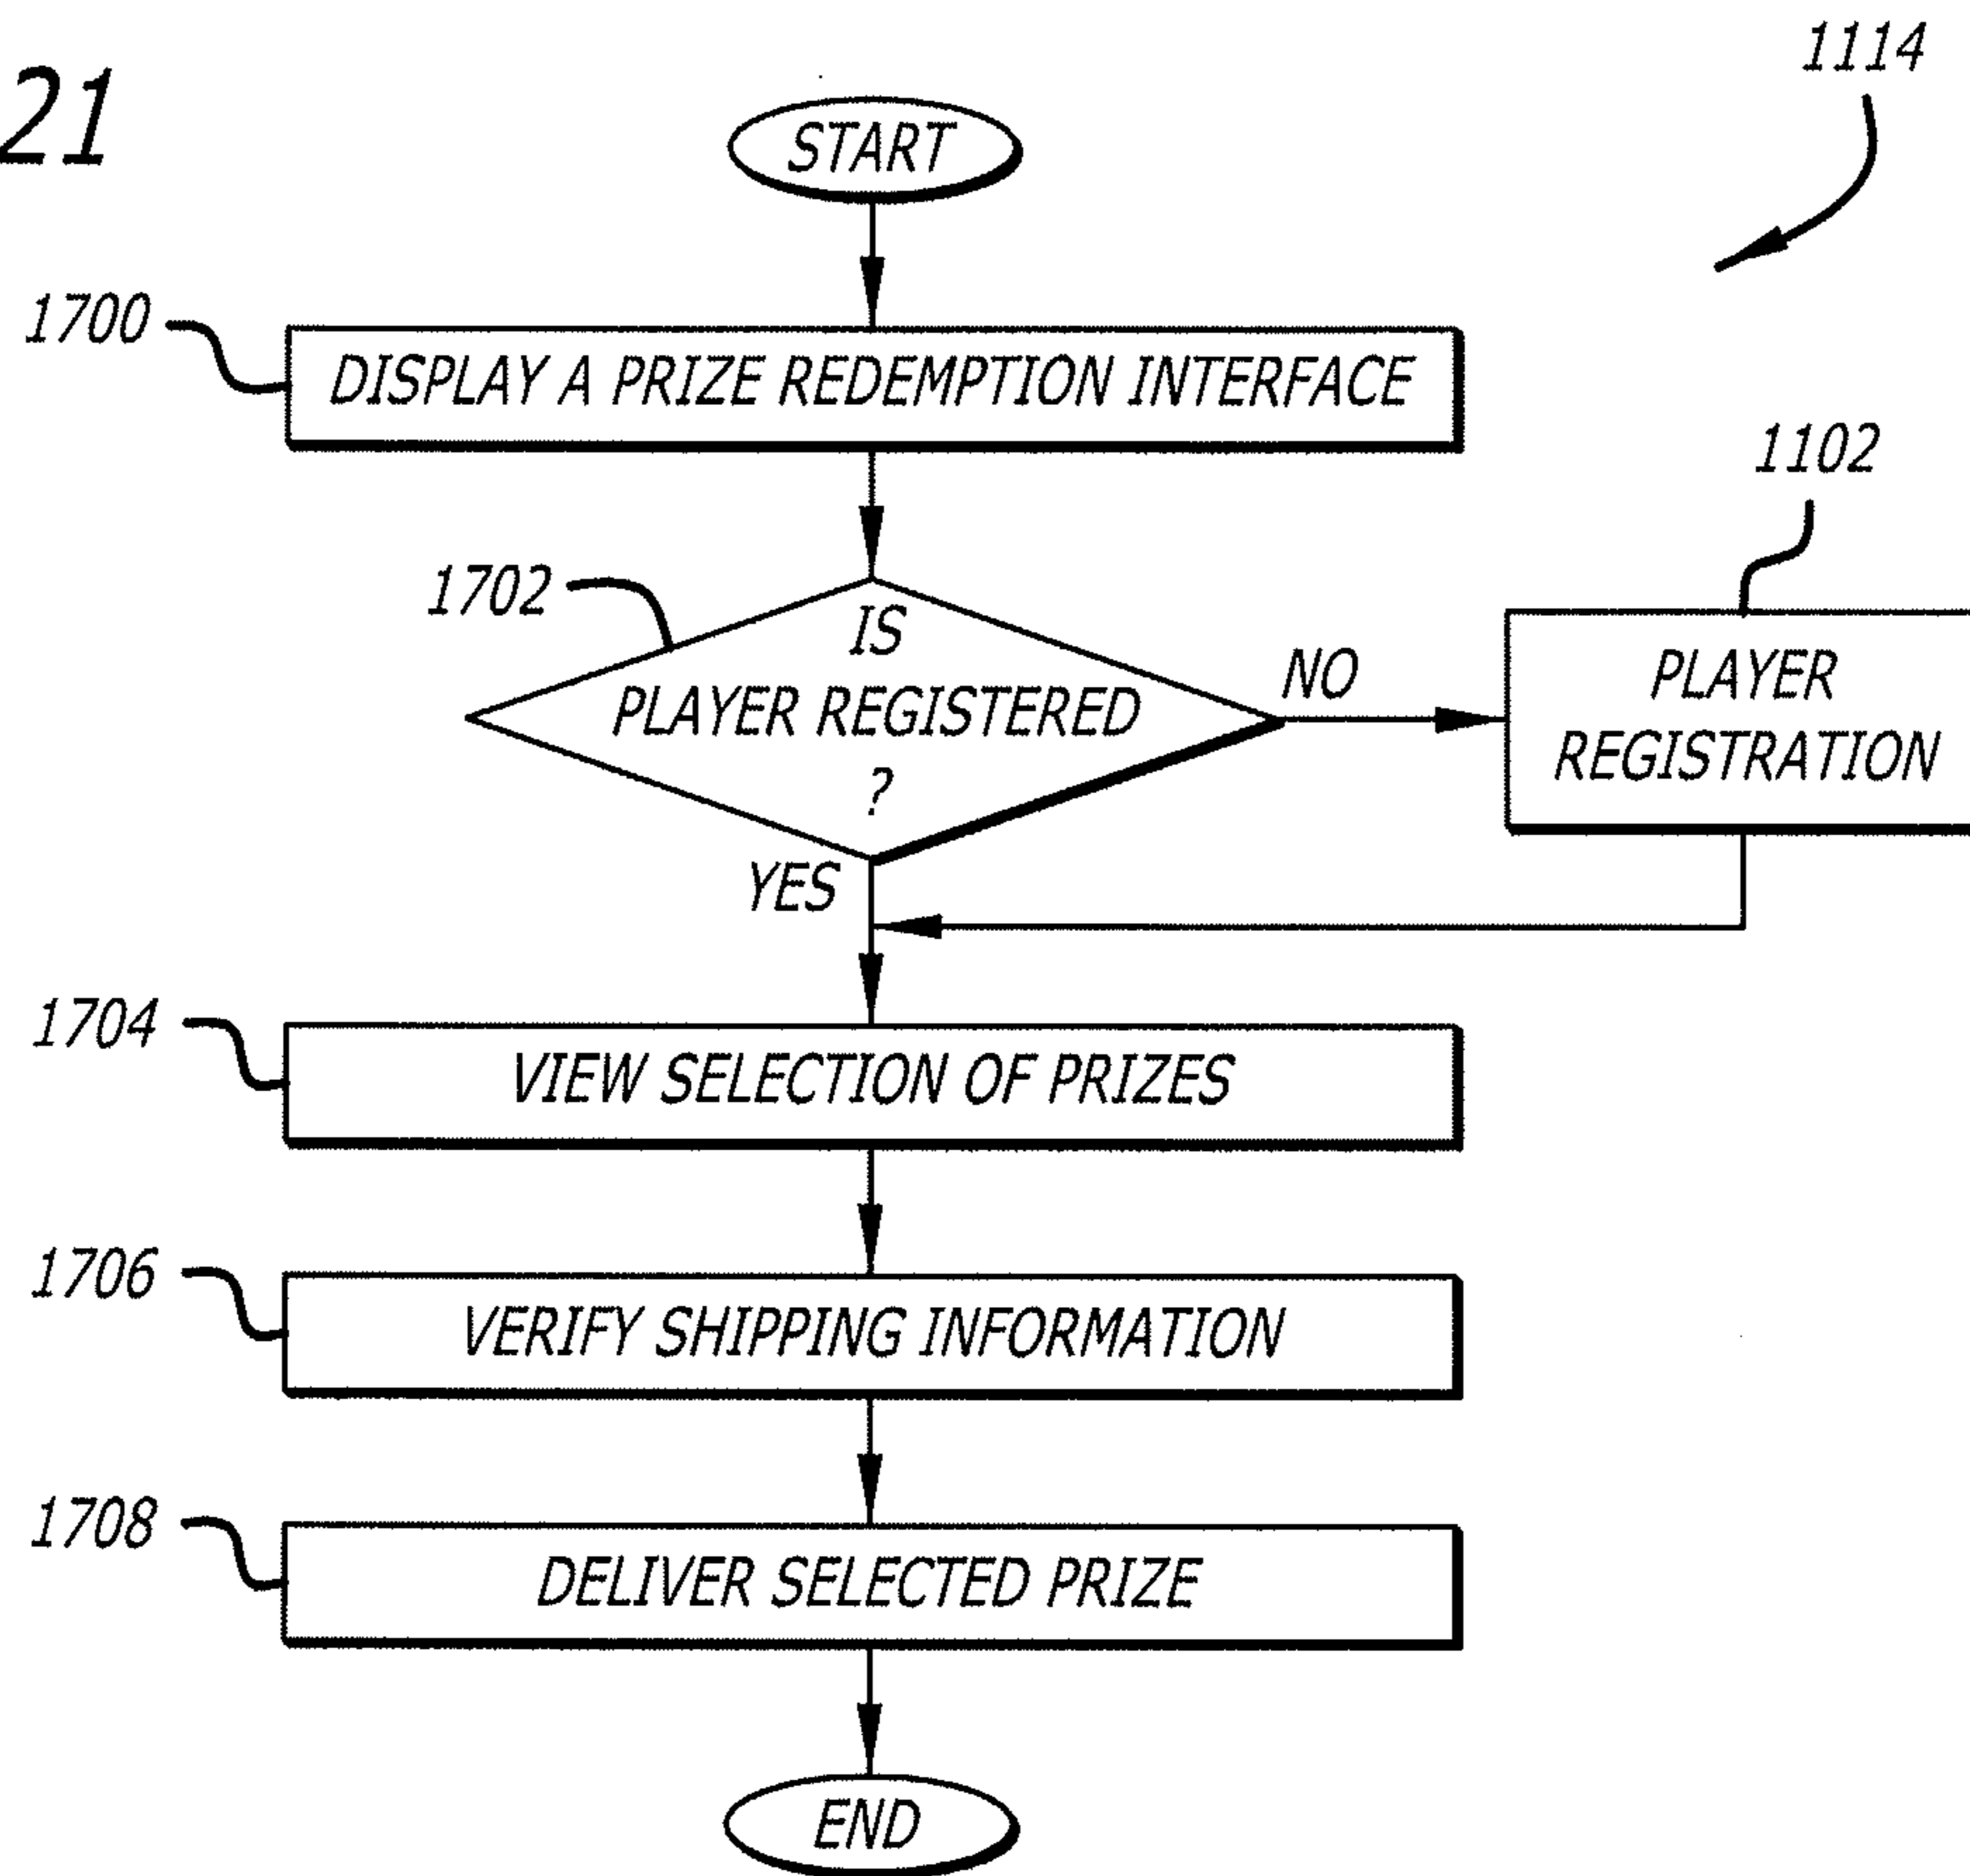 21
1114
START
1700
DISPLAY A PRIZE REDEMPTION INTERFACE
1102
1702
IS
PLAYER REGISTERED
?
NO
PLAYER
REGISTRATION
YES
1704
VIEW SELECTION OF PRIZES
1706
VERIFY SHIPPING INFORMATION
1708
DELIVER SELECTED PRIZE
END